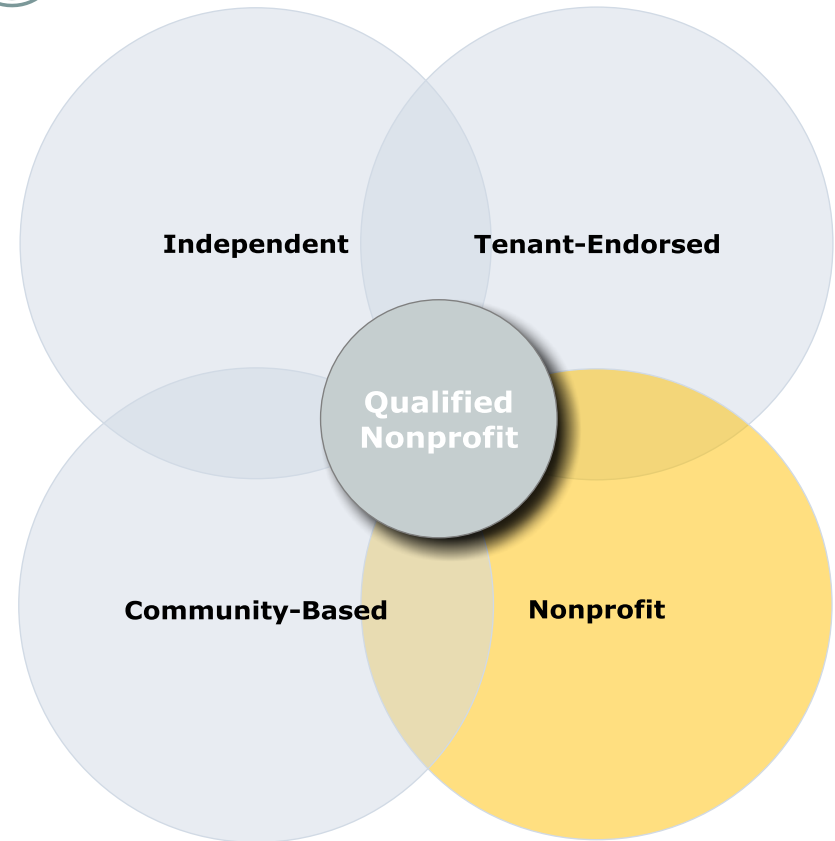 Independent
Tenant-Endorsed
Qualified
Nonprofit
Community-Based
Nonprofit